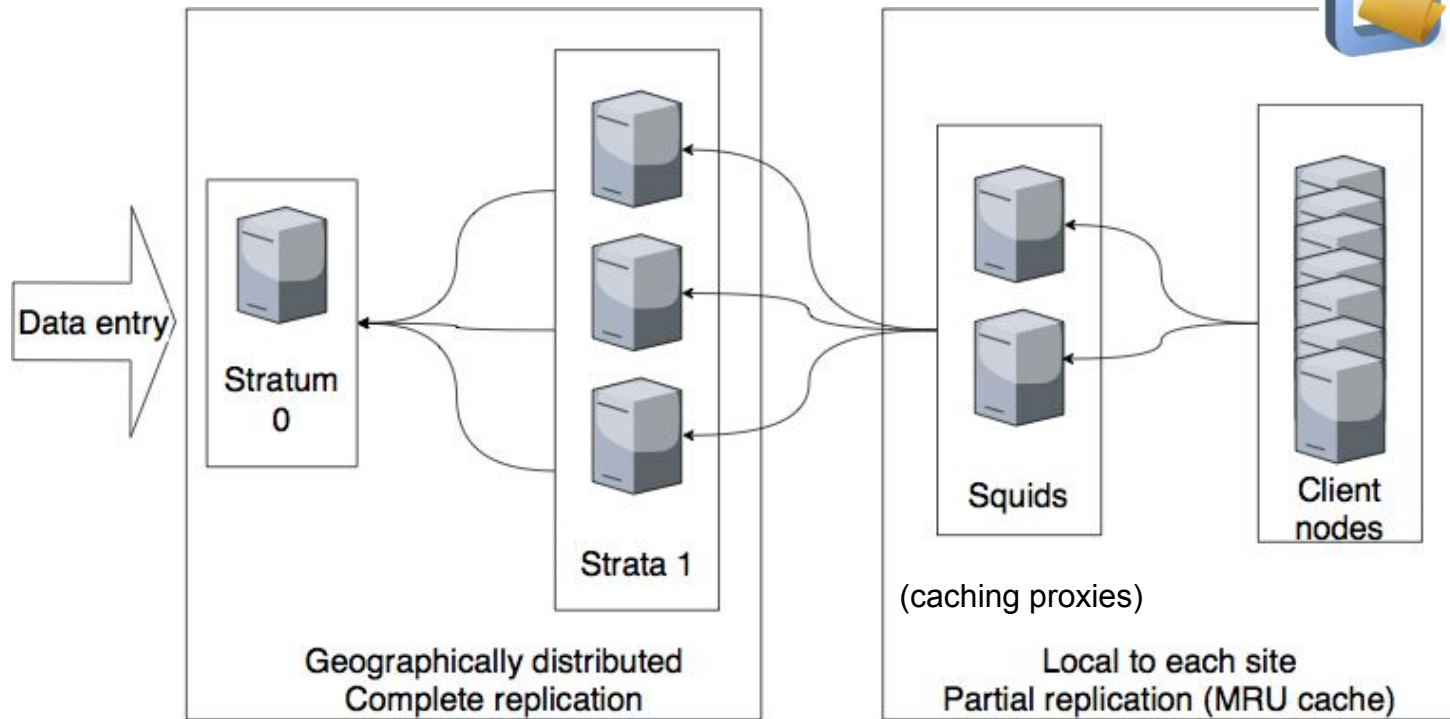 Data entry
Stratum
0
Strata 1
Geographically distributed
Complete replication
Squids
(caching proxies)
Client
nodes
Local to each site
Partial replication (MRU cache)